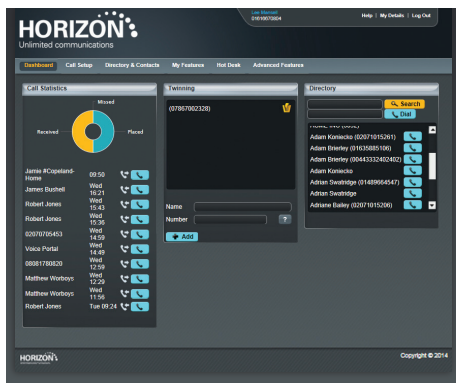 HORIZON
Unlimited communications
01619070804
Help | My Details | Log Out
Dashboard Call Setup Directory & Contacts My Features Hot Desk Advanced Features
Call Statistics
Missed
Received
Placed
Jamie #Copeland-Home 09:50
James Bushell Wed 16:21
Robert Jones Wed 15:43
Robert Jones Wed 15:36
02070705453 Wed 14:59
Voice Portal Wed 14:49
08081780820 Wed 12:59
Matthew Worboys Wed 12:29
Matthew Worboys Wed 11:56
Robert Jones Tue 09:24
Twinning
(07867002328)
Name
Number ?
Add
Directory
Search
Dial
Adam Koniecko (02071015261)
Adam Brierley (01635885106)
Adam Brierley (00443332402402)
Adam Koniecko
Adrian Swatridge (01489664547)
Adrian Swatridge
Adriane Bailey (02071015206)
HORIZON
Copyright © 2014